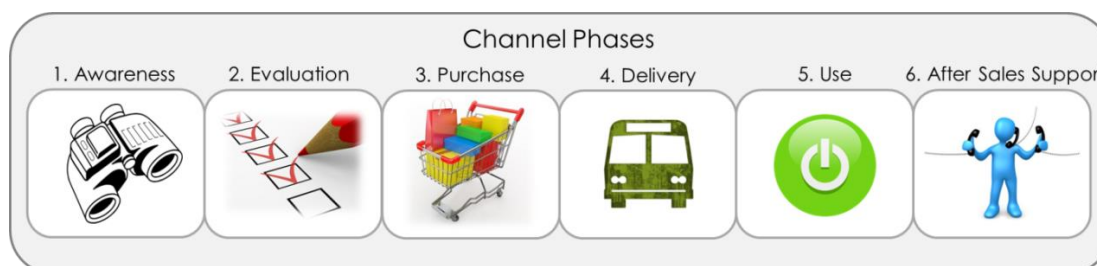 Channel Phases
1. Awareness 2. Evaluation 3. Purchase 4. Delivery 5. Use 6. After Sales Suppor